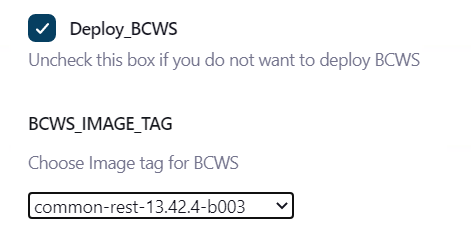 Deploy_BCWS
Uncheck this box if you do not want to deploy BCWS
BCWS_IMAGE_TAG
Choose Image tag for BCWS
common-rest-13.42.4-b003